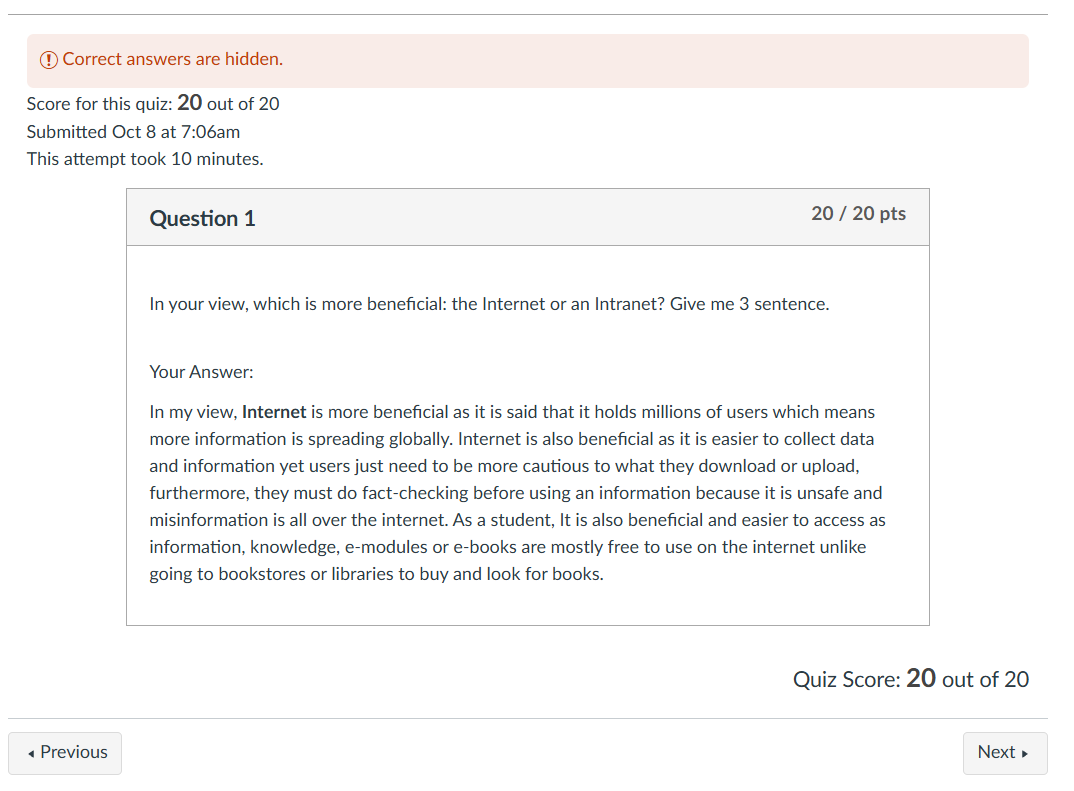 Correct answers are hidden.
Score for this quiz: 20 out of 20
Submitted Oct 8 at 7:06am
This attempt took 10 minutes.
Question 1
20 / 20 pts
In your view, which is more beneficial: the Internet or an Intranet? Give me 3 sentence.
Your Answer:
In my view, Internet is more beneficial as it is said that it holds millions of users which means
more information is spreading globally. Internet is also beneficial as it is easier to collect data
and information yet users just need to be more cautious to what they download or upload,
furthermore, they must do fact-checking before using an information because it is unsafe and
misinformation is all over the internet. As a student, It is also beneficial and easier to access as
information, knowledge, e-modules or e-books are mostly free to use on the internet unlike
going to bookstores or libraries to buy and look for books.
Quiz Score: 20 out of 20
Previous
Next